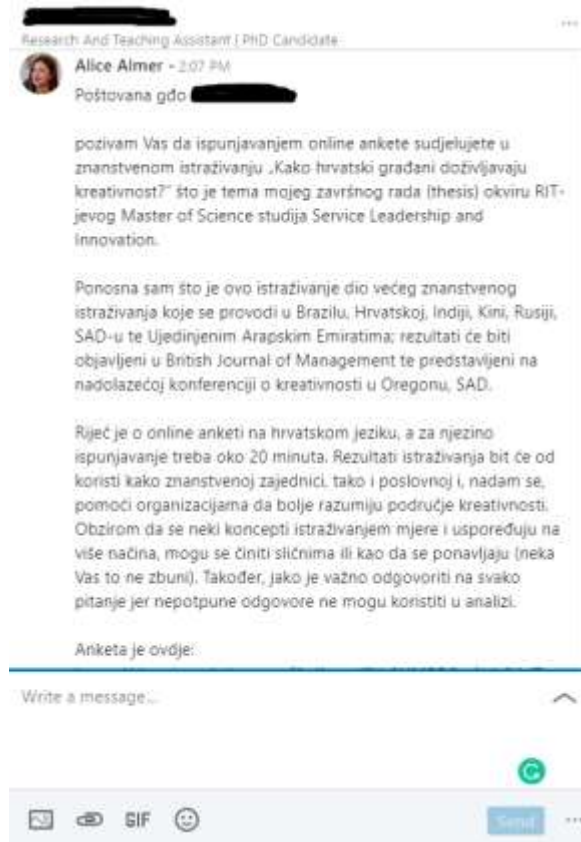 Research And Teaching Assistant | PhD Candidate
Alice Almer - 2:07 PM
Poštovana gđo
pozivam Vas da ispunjavanjem online ankete sudjelujete u
znanstvenom istraživanju „Kako hrvatski građani doživljavaju
kreativnost?" što je tema mojeg završnog rada (thesis) okviru RIT-
jevog Master of Science studija Service Leadership and
Innovation.
Ponosna sam što je ovo istraživanje dio većeg znanstvenog
istraživanja koje se provodi u Brazilu, Hrvatskoj, Indiji, Kini, Rusiji,
SAD-u te Ujedinjenim Arapskim Emiratima; rezultati će biti
objavljeni u British Journal of Management te predstavljeni na
nadolazećoj konferenciji o kreativnosti u Oregonu, SAD.
Riječ je o online anketi na hrvatskom jeziku, a za njezino
ispunjavanje treba oko 20 minuta. Rezultati istraživanja bit će od
koristi kako znanstvenoj zajednici, tako i poslovnoj i, nadam se,
pomoći organizacijama da bolje razumiju područje kreativnosti.
Obzirom da se neki koncepti istraživanjem mjere i uspoređuju na
više načina, mogu se činiti sličnima ili kao da se ponavljaju (neka
Vas to ne zbuni). Također, jako je važno odgovoriti na svako
pitanje jer nepotpune odgovore ne mogu koristiti u analizi.
Anketa je ovdje:
Write a message...
GIF
Send